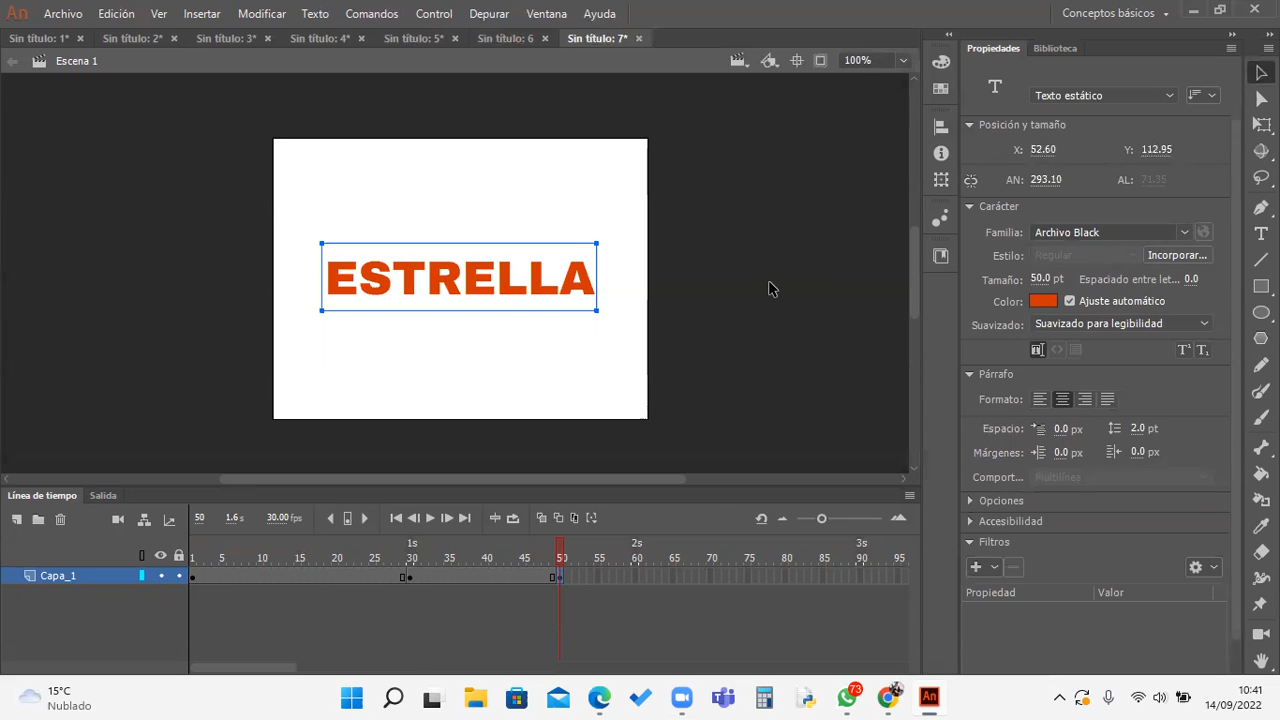 An Archivo Edición Ver Insertar Modificar Texto Comandos Control Depurar Ventana Ayuda Conceptos básicos
Sin título: 1* Sin título: 2* Sin título: 3* Sin título: 4* Sin título: 5* Sin título: 6 Sin título: 7*
Escena 1 100%
Propiedades Biblioteca
T Texto estático
Posición y tamaño
X: 52.60 Y: 112.95
AN: 293.10 AL: 71.35
Carácter
Familia: Archivo Black
Estilo: Regular Incorporar...
Tamaño: 50.0 pt Espaciado entre let... 0.0
Color: Ajuste automático
Suavizado: Suavizado para legibilidad
Párrafo
Formato:
Espacio: 0.0 px 2.0 pt
Márgenes: 0.0 px 0.0 px
Comport... Multilínea
Opciones
Accesibilidad
Filtros
Propiedad Valor
ESTRELLA
Línea de tiempo Salida
50 1.6 s 30.00 fps
1s 2s 3s
1 5 10 15 20 25 30 35 40 45 50 55 60 65 70 75 80 85 90 95
Capa_1
15°C
Nublado
73
An
10:41
14/09/2022